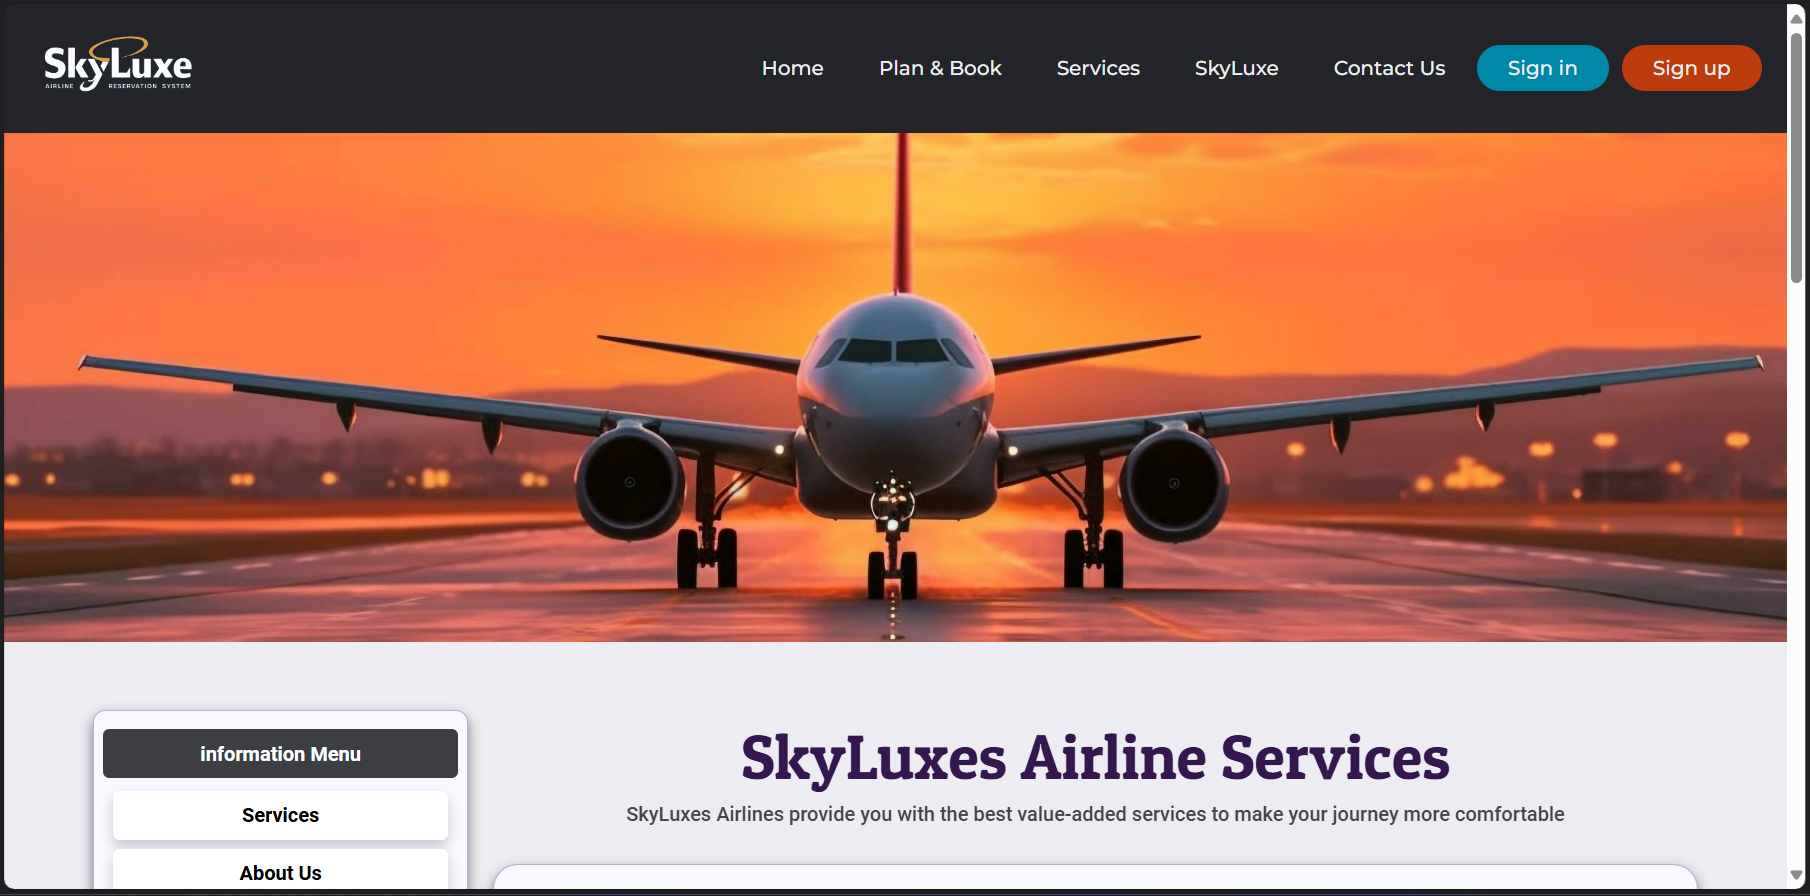 SkyLuxe
AIRLINE RESERVATION SYSTEM
Home Plan & Book Services SkyLuxe Contact Us Sign in Sign up
information Menu
Services
About Us
SkyLuxes Airline Services
SkyLuxes Airlines provide you with the best value-added services to make your journey more comfortable